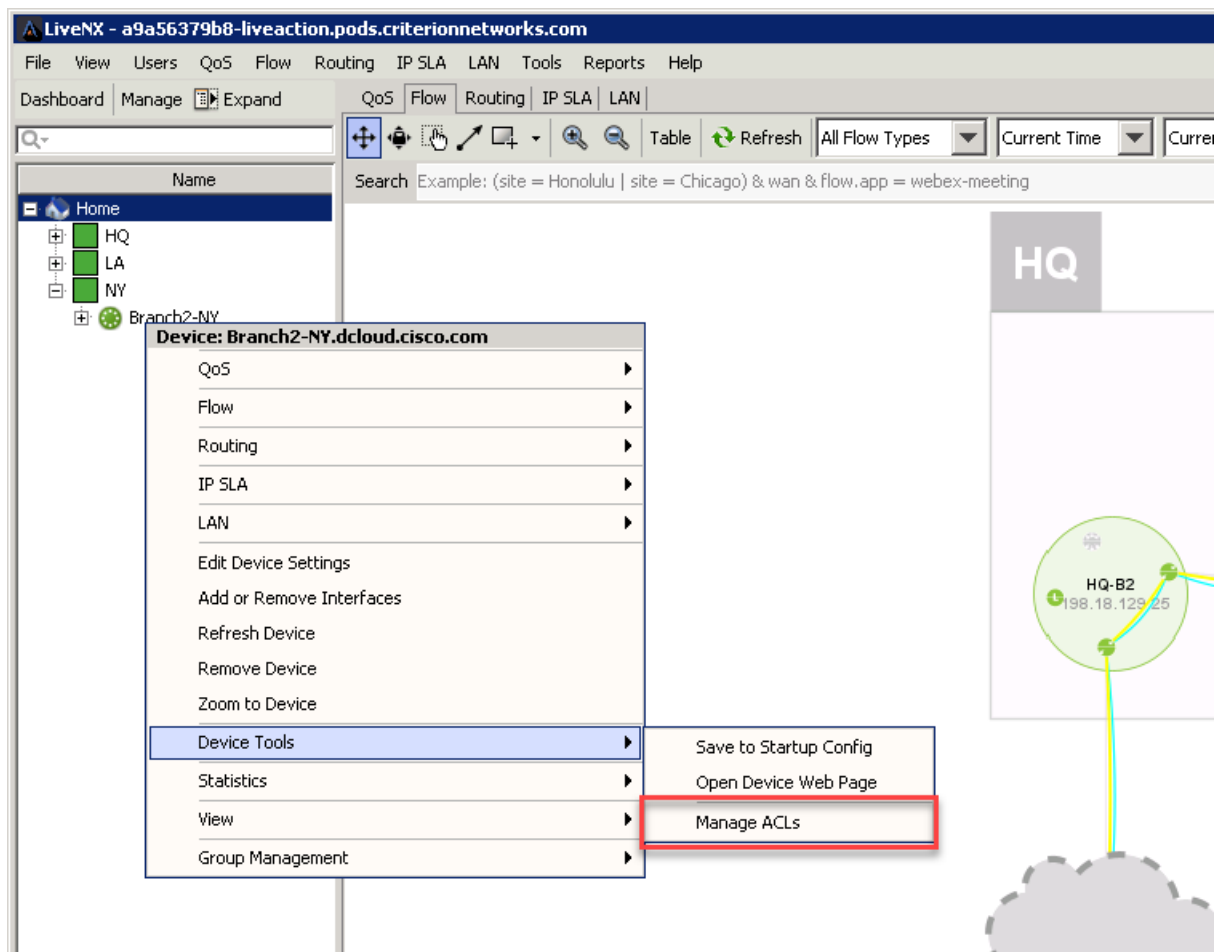 LiveNX - a9a56379b8-liveaction.pods.criterionnetworks.com
File View Users QoS Flow Routing IP SLA LAN Tools Reports Help
Dashboard Manage Expand
QoS Flow Routing IP SLA LAN
Table Refresh All Flow Types Current Time Curre
Name
Search Example: (site = Honolulu | site = Chicago) & wan & flow.app = webex-meeting
Home
HQ
LA
NY
Branch2-NY
Device: Branch2-NY.dcloud.cisco.com
QoS
Flow
Routing
IP SLA
LAN
Edit Device Settings
Add or Remove Interfaces
Refresh Device
Remove Device
Zoom to Device
Device Tools
Statistics
View
Group Management
Save to Startup Config
Open Device Web Page
Manage ACLs
HQ
HQ-B2
198.18.129.25